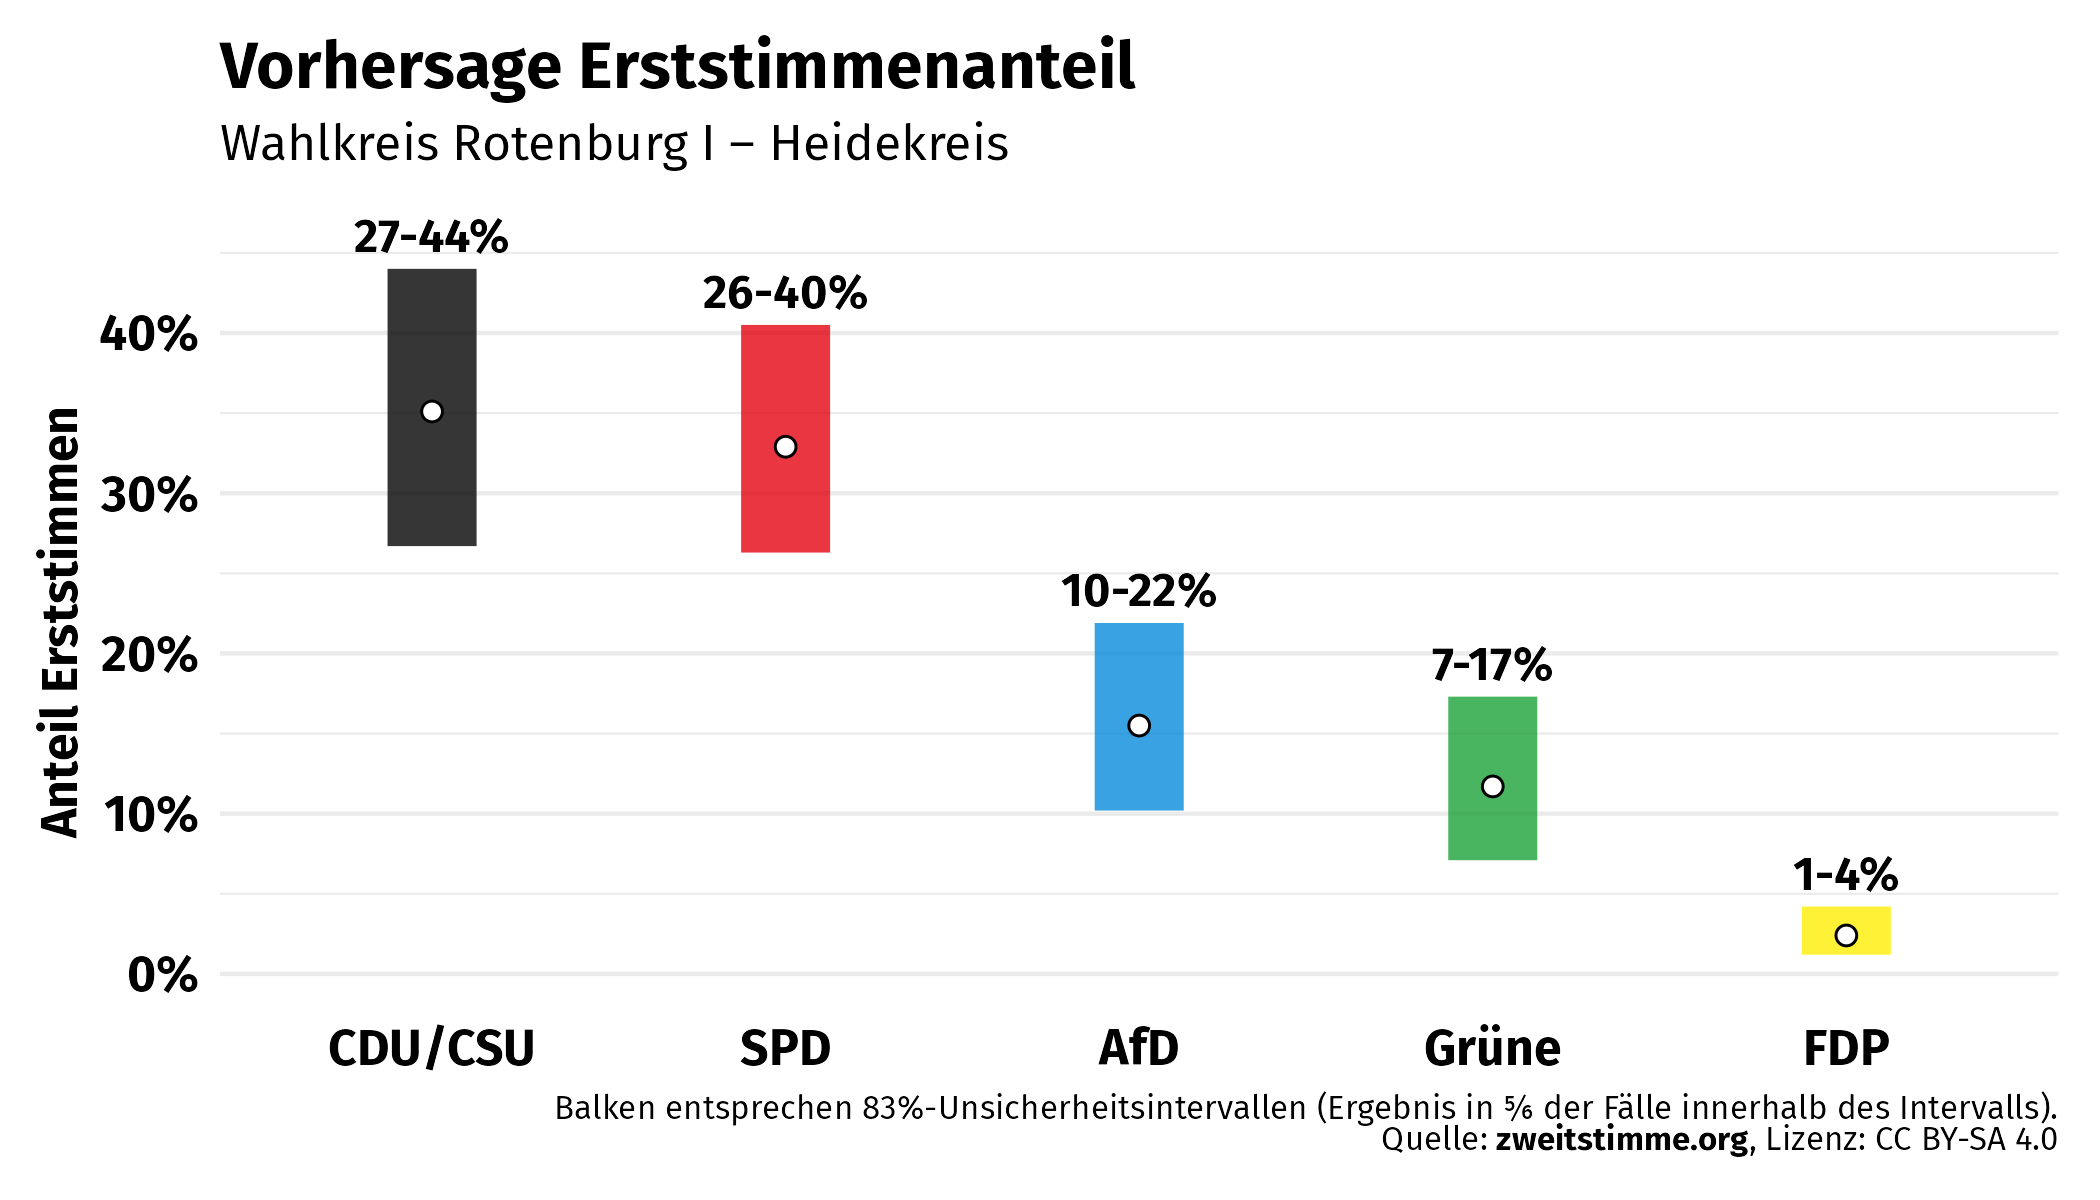 Vorhersage Erststimmenanteil
Wahlkreis Rotenburg I – Heidekreis
27-44%
26-40%
10-22%
7-17%
1-4%
40%
30%
20%
10%
0%
Anteil Erststimmen
CDU/CSU
SPD
AfD
Grüne
FDP
Balken entsprechen 83%-Unsicherheitsintervallen (Ergebnis in ⅚ der Fälle innerhalb des Intervalls).
Quelle: zweitstimme.org, Lizenz: CC BY-SA 4.0